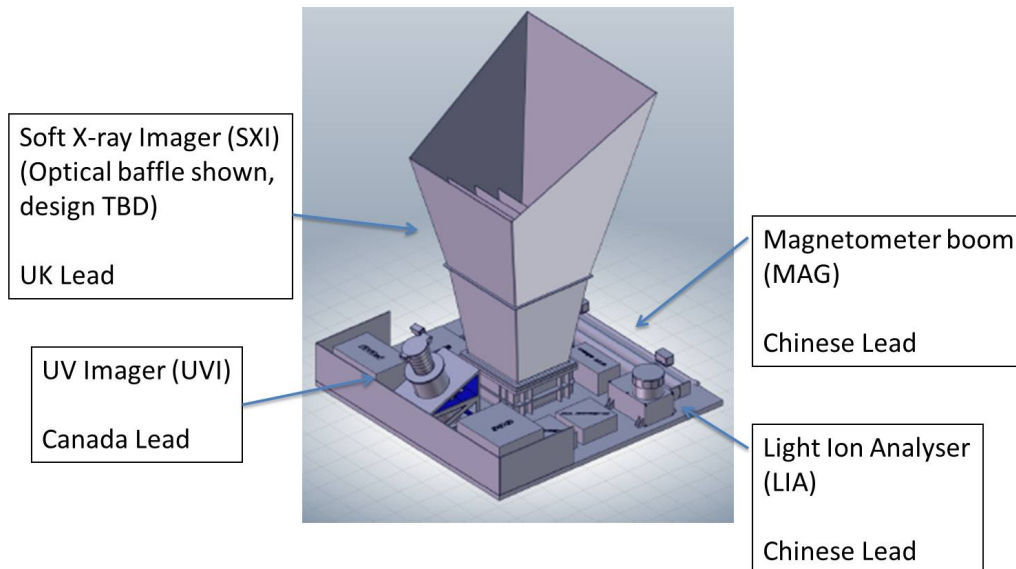 Soft X-ray Imager (SXI)
(Optical baffle shown,
design TBD)
UK Lead
UV Imager (UVI)
Canada Lead
Magnetometer boom
(MAG)
Chinese Lead
Light Ion Analyser
(LIA)
Chinese Lead